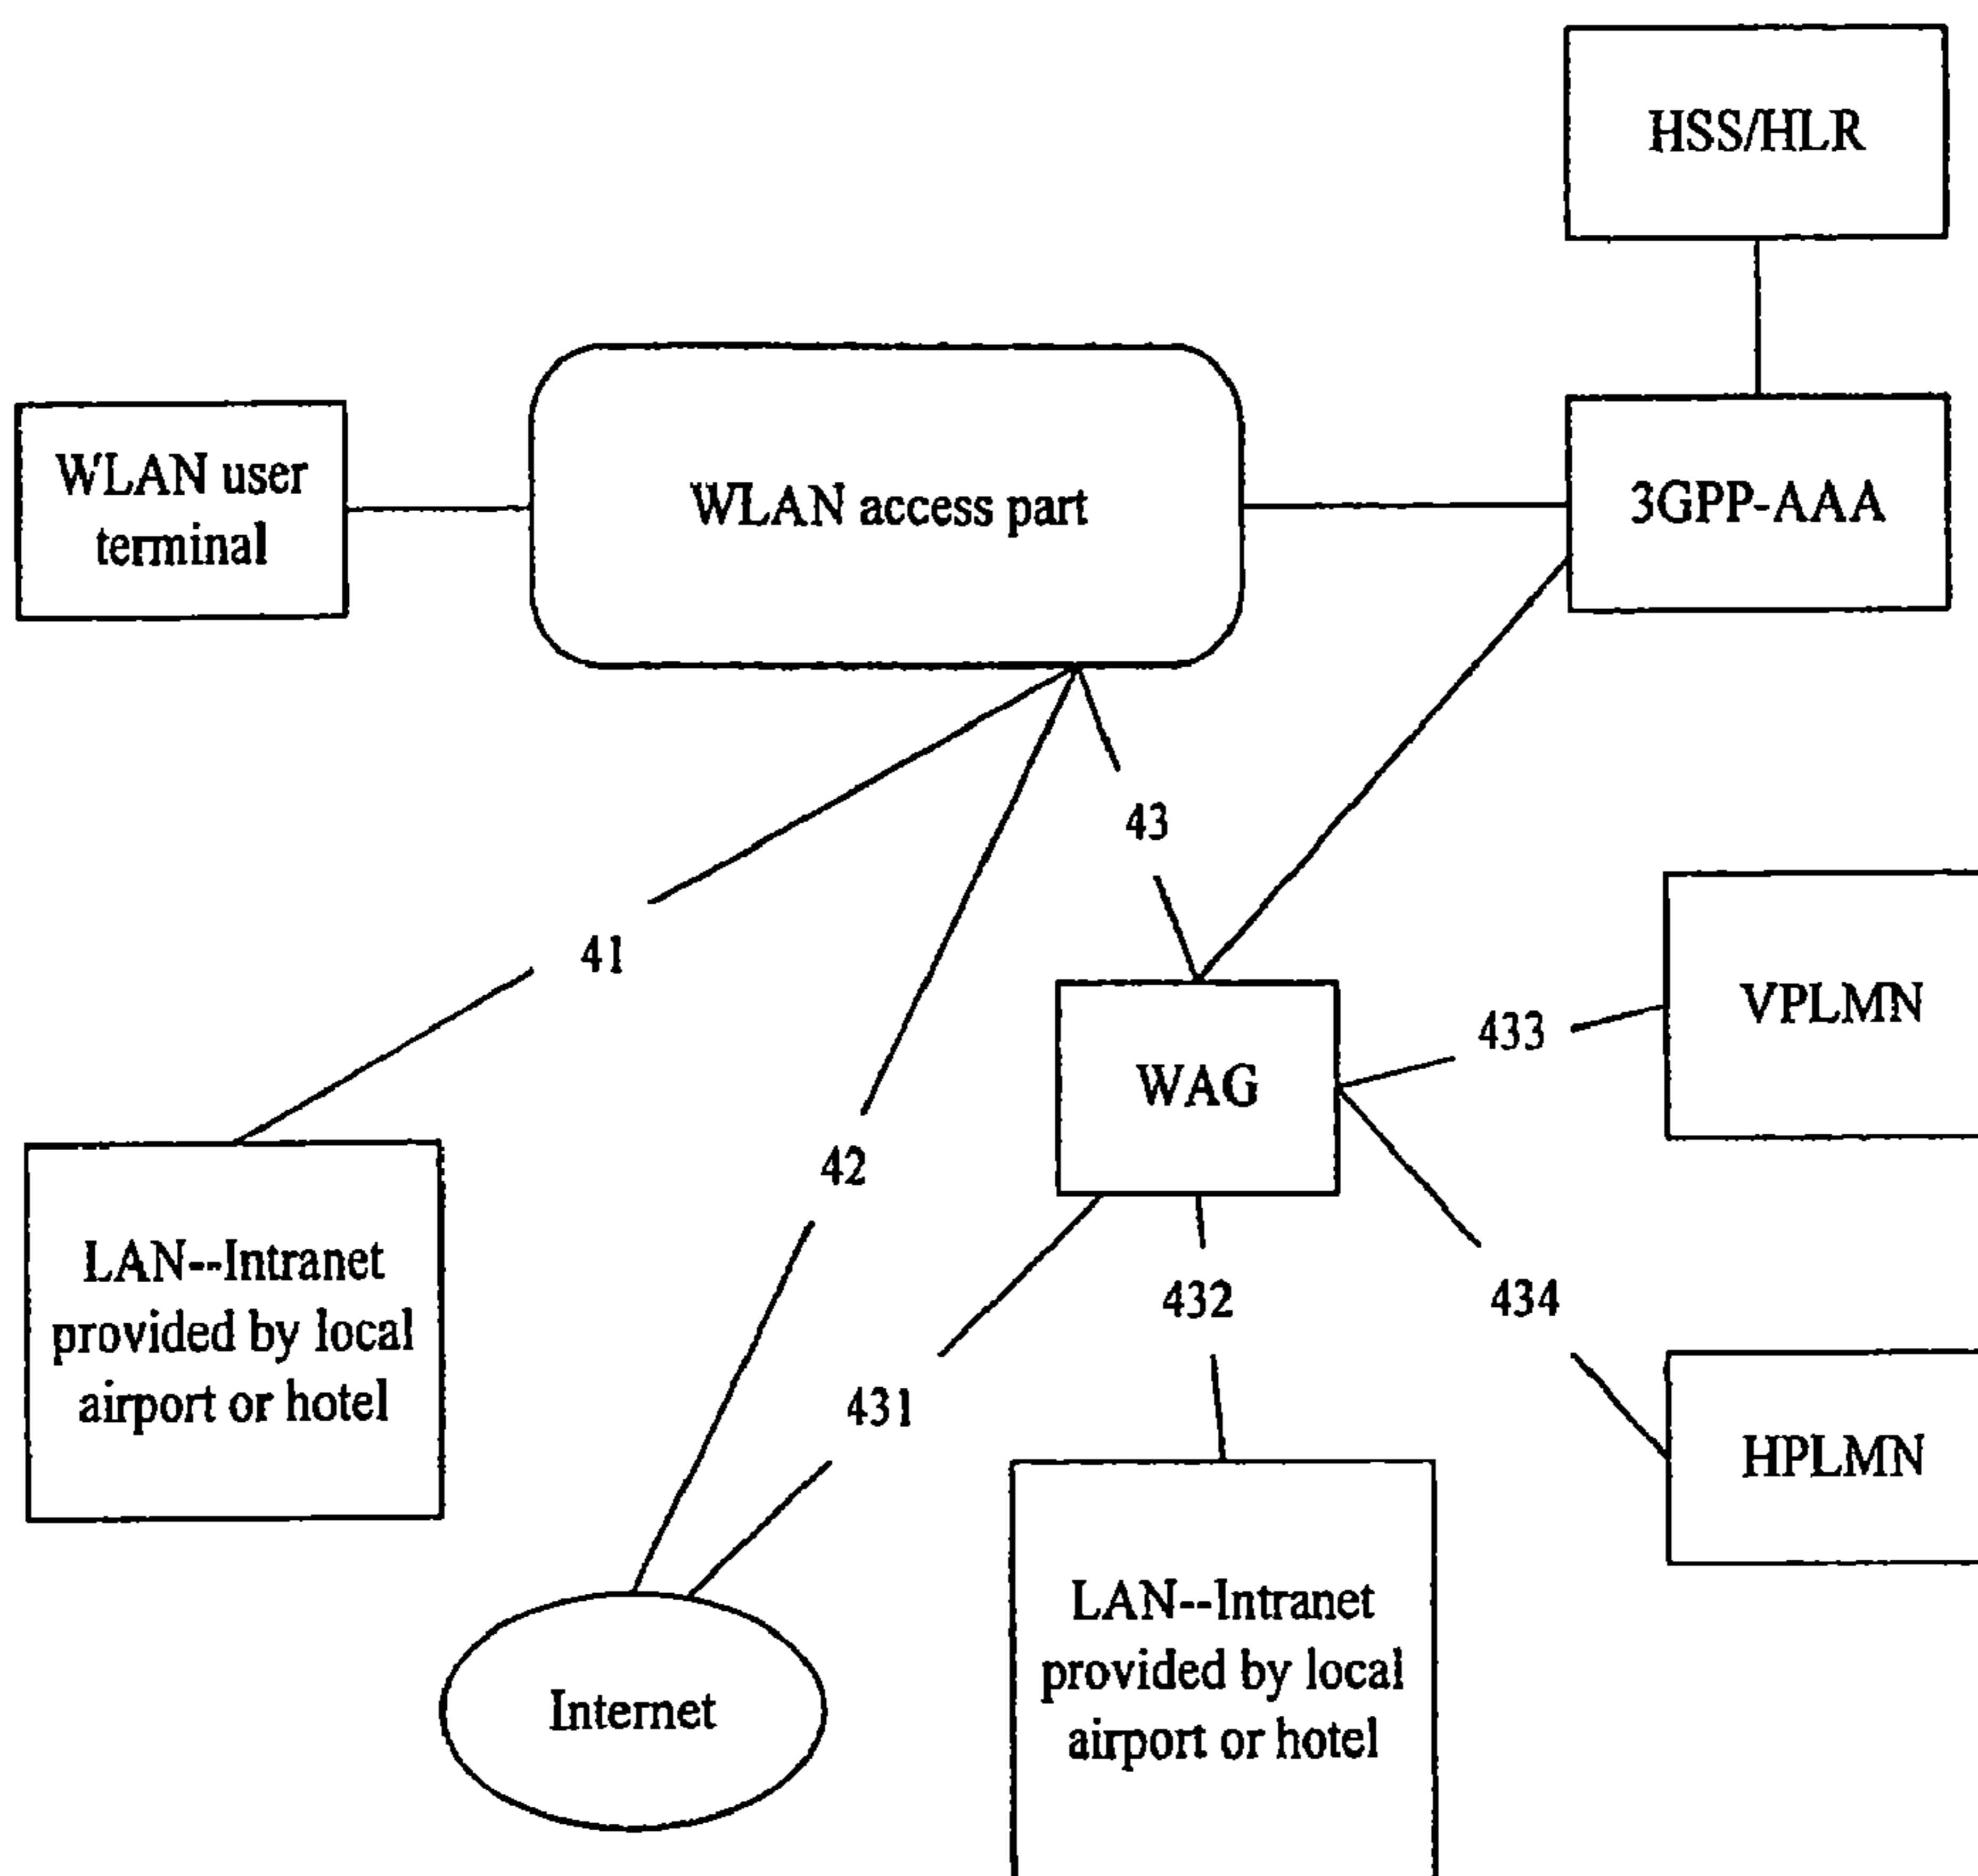 HSS/HLR
WLAN user
terminal
WLAN access part
3GPP-AAA
43
41
VPLMN
433
WAG
42
LAN--Intranet
provided by local
airport or hotel
432
434
431
HPLMN
LAN--Intranet
provided by local
airport or hotel
Internet